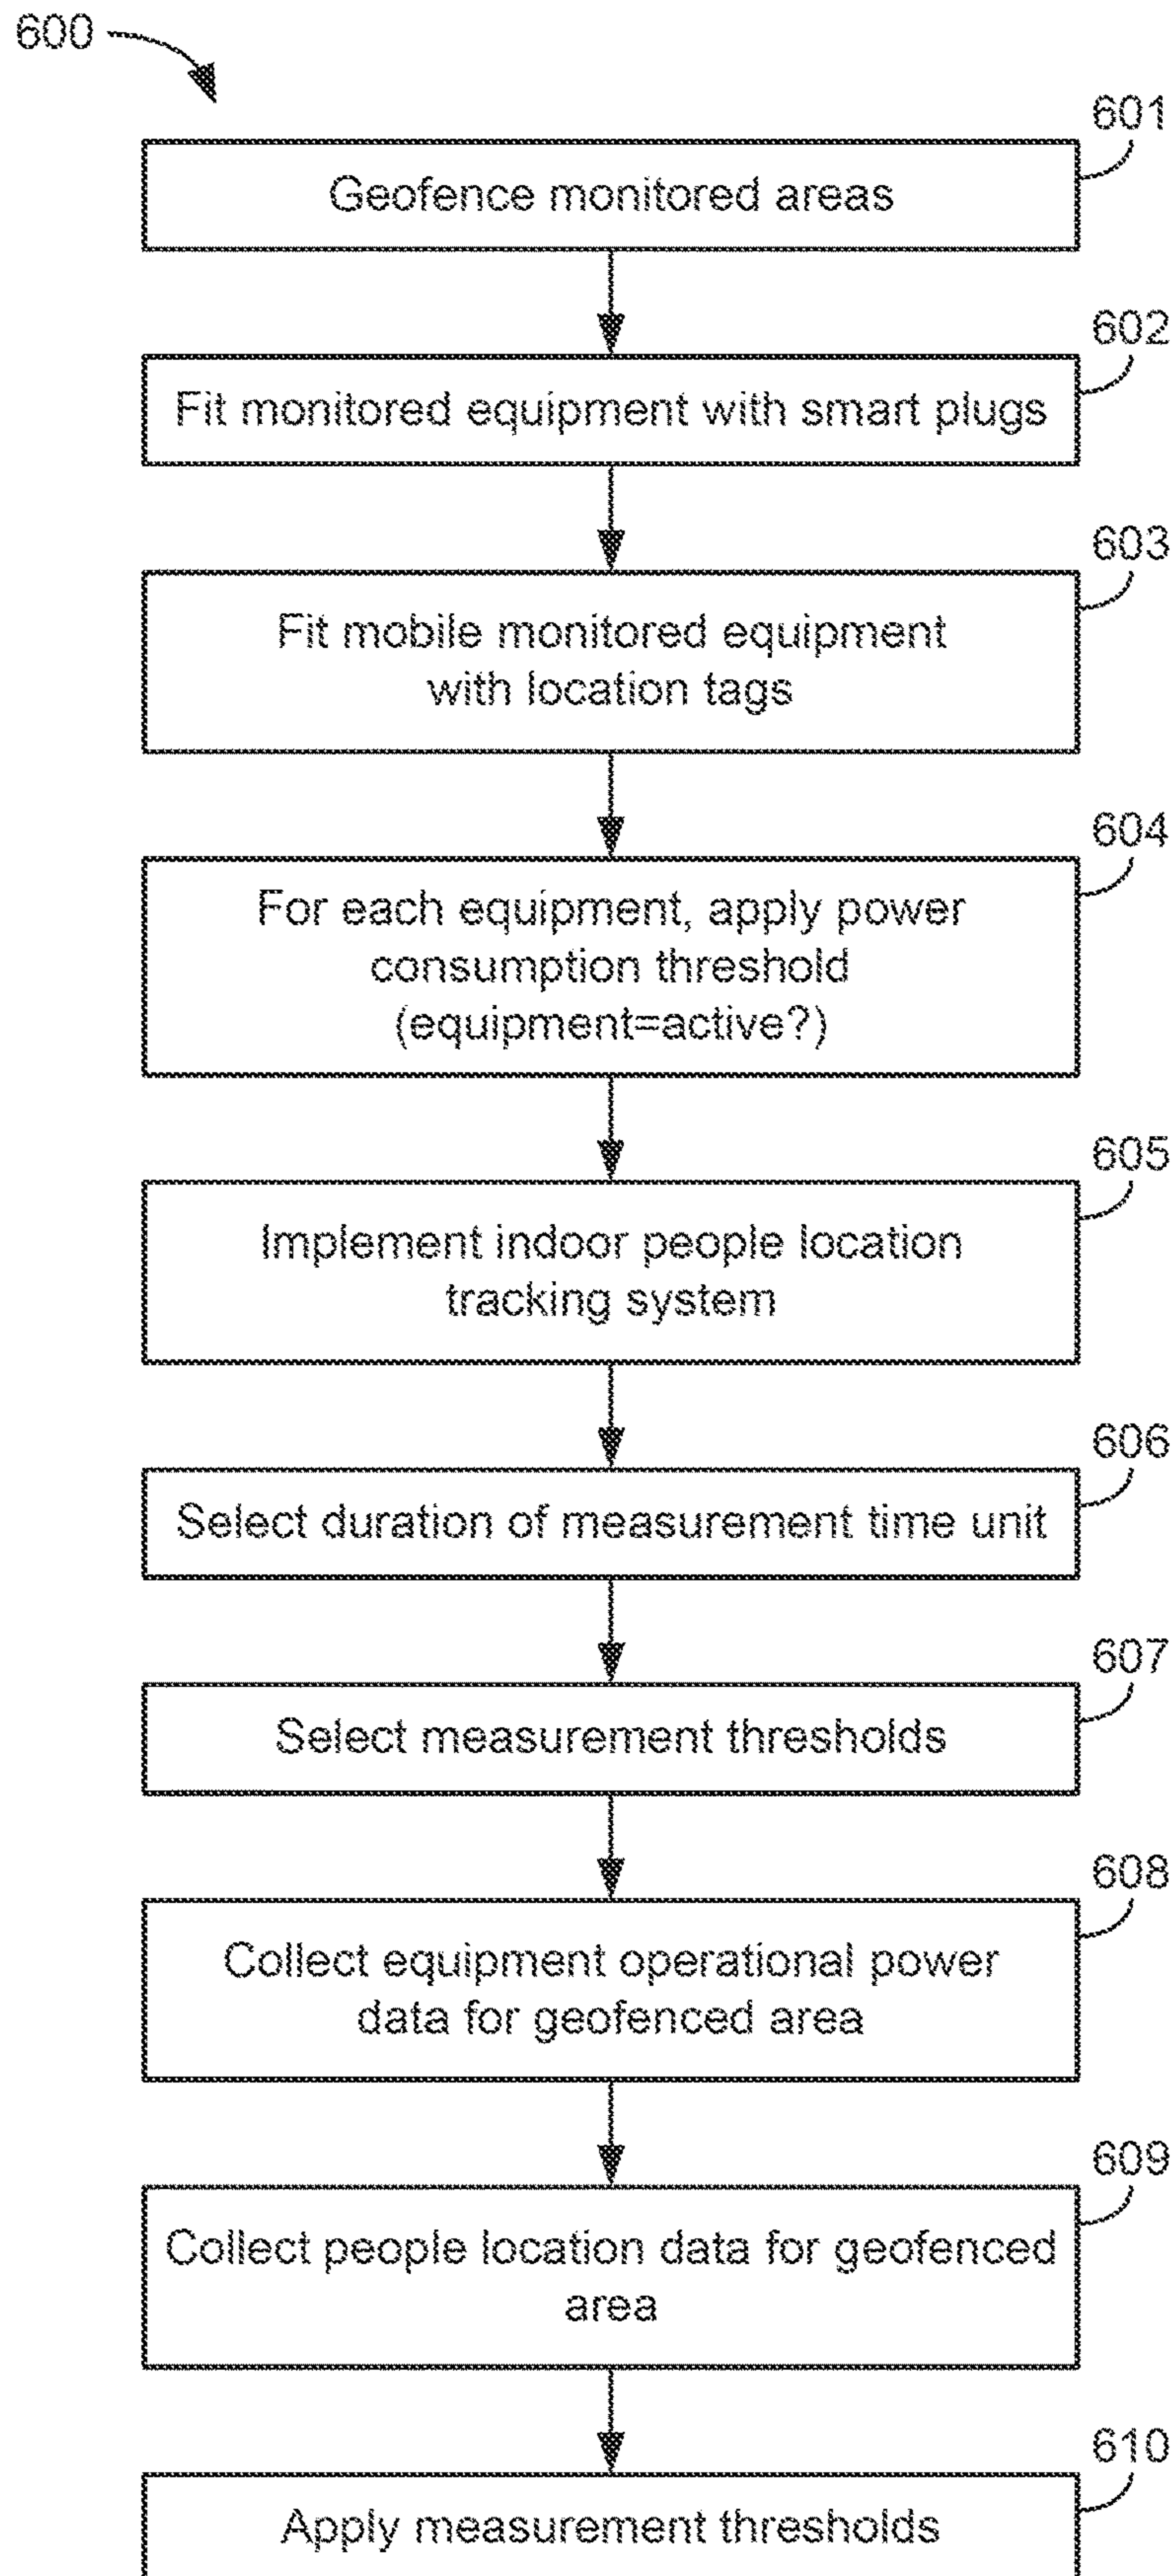 600
601
Geofence monitored areas
602
Fit monitored equipment with smart plugs
603
Fit mobile monitored equipment
with location tags
604
For each equipment, apply power
consumption threshold
(equipment=active?)
605
Implement indoor people location
tracking system
606
Select duration of measurement time unit
607
Select measurement thresholds
608
Collect equipment operational power
data for geofenced area
609
Collect people location data for geofenced
area
610
Apply measurement thresholds